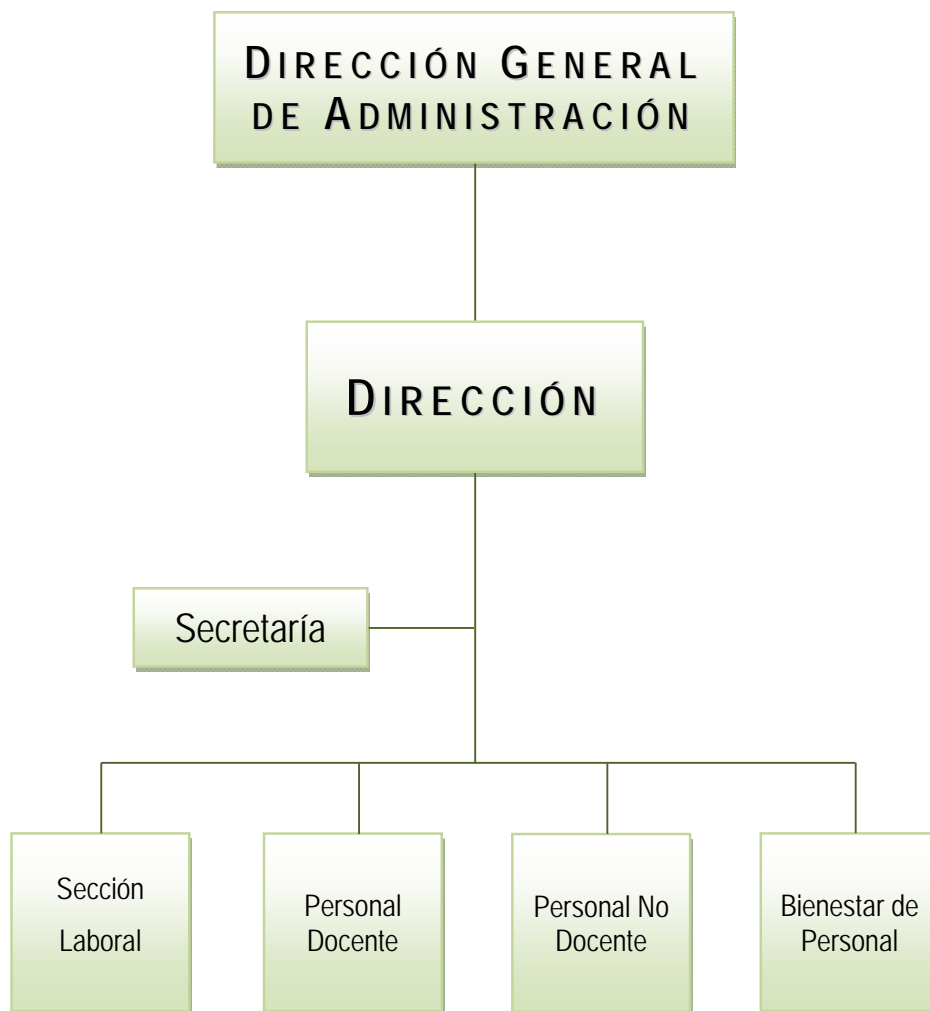 DIRECCIÓN GENERAL
DE ADMINISTRACIÓN
DIRECCIÓN
Secretaría
Sección
Laboral
Personal
Docente
Personal No
Docente
Bienestar de
Personal